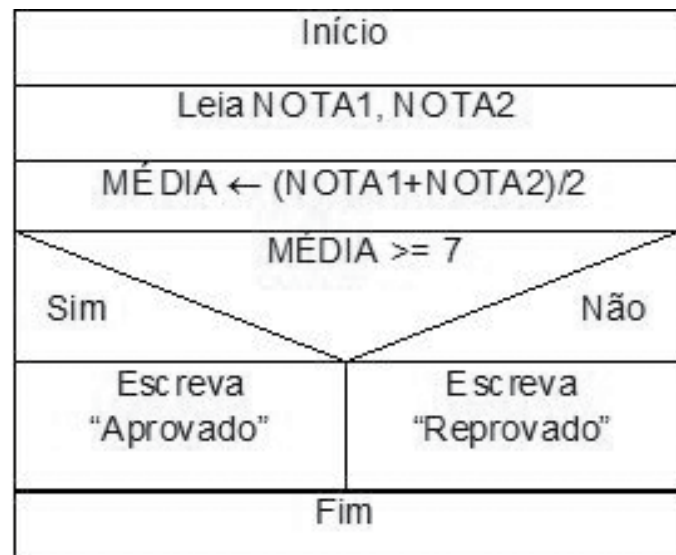 Início
Leia NOTA1, NOTA2
MÉDIA ← (NOTA1+NOTA2)/2
MÉDIA >= 7
Sim
Não
Escreva
“Aprovado”
Escreva
“Reprovado”
Fim